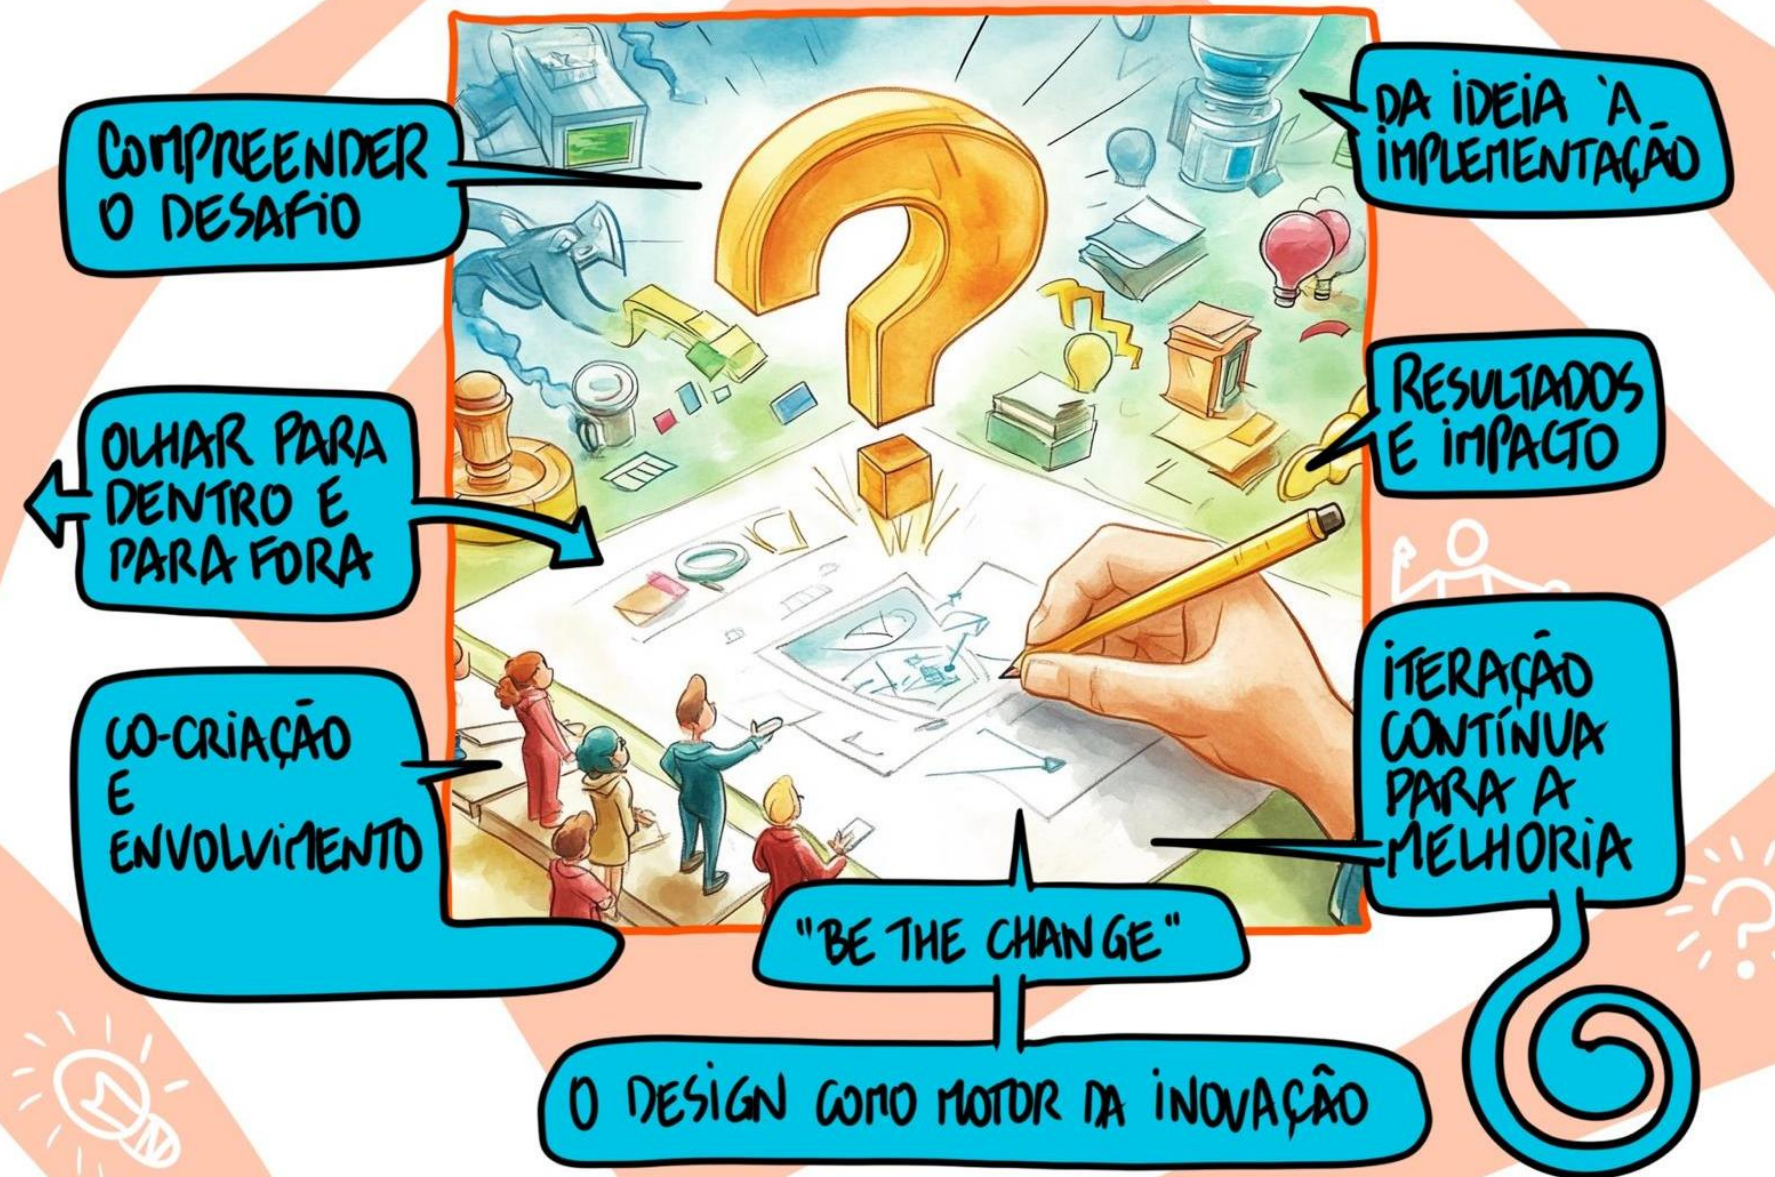 COMPREENDER
O DESAFIO
OLHAR PARA
DENTRO E
PARA FORA
CO-CRIAÇÃO
E
ENVOLVIMENTO
DA IDEIA À
IMPLEMENTAÇÃO
RESULTADOS
E IMPACTO
ITERAÇÃO
CONTÍNUA
PARA A
MELHORIA
"BE THE CHANGE"
O DESIGN COMO MOTOR DA INOVAÇÃO